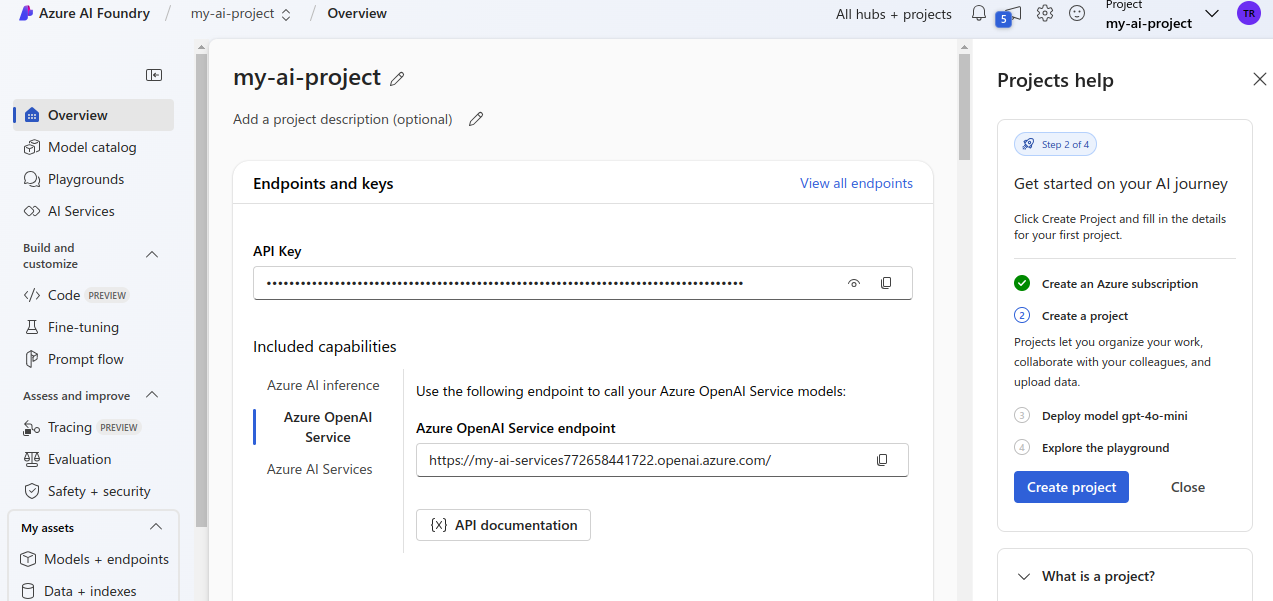 Azure AI Foundry / my-ai-project / Overview
All hubs + projects
5
Project
my-ai-project
TR
Overview
Model catalog
Playgrounds
AI Services
Build and
customize
Code PREVIEW
Fine-tuning
Prompt flow
Assess and improve
Tracing PREVIEW
Evaluation
Safety + security
My assets
Models + endpoints
Data + indexes
my-ai-project
Add a project description (optional)
Endpoints and keys
View all endpoints
API Key
Included capabilities
Azure AI inference
Azure OpenAI
Service
Azure AI Services
Use the following endpoint to call your Azure OpenAI Service models:
Azure OpenAI Service endpoint
https://my-ai-services772658441722.openai.azure.com/
{x} API documentation
Projects help
Step 2 of 4
Get started on your AI journey
Click Create Project and fill in the details
for your first project.
Create an Azure subscription
2 Create a project
Projects let you organize your work,
collaborate with your colleagues, and
upload data.
3 Deploy model gpt-4o-mini
4 Explore the playground
Create project
Close
What is a project?